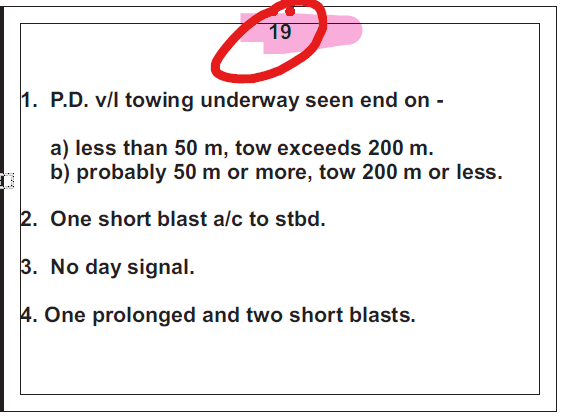 19
1. P.D. v/l towing underway seen end on -
a) less than 50 m, tow exceeds 200 m.
b) probably 50 m or more, tow 200 m or less.
2. One short blast a/c to stbd.
3. No day signal.
4. One prolonged and two short blasts.